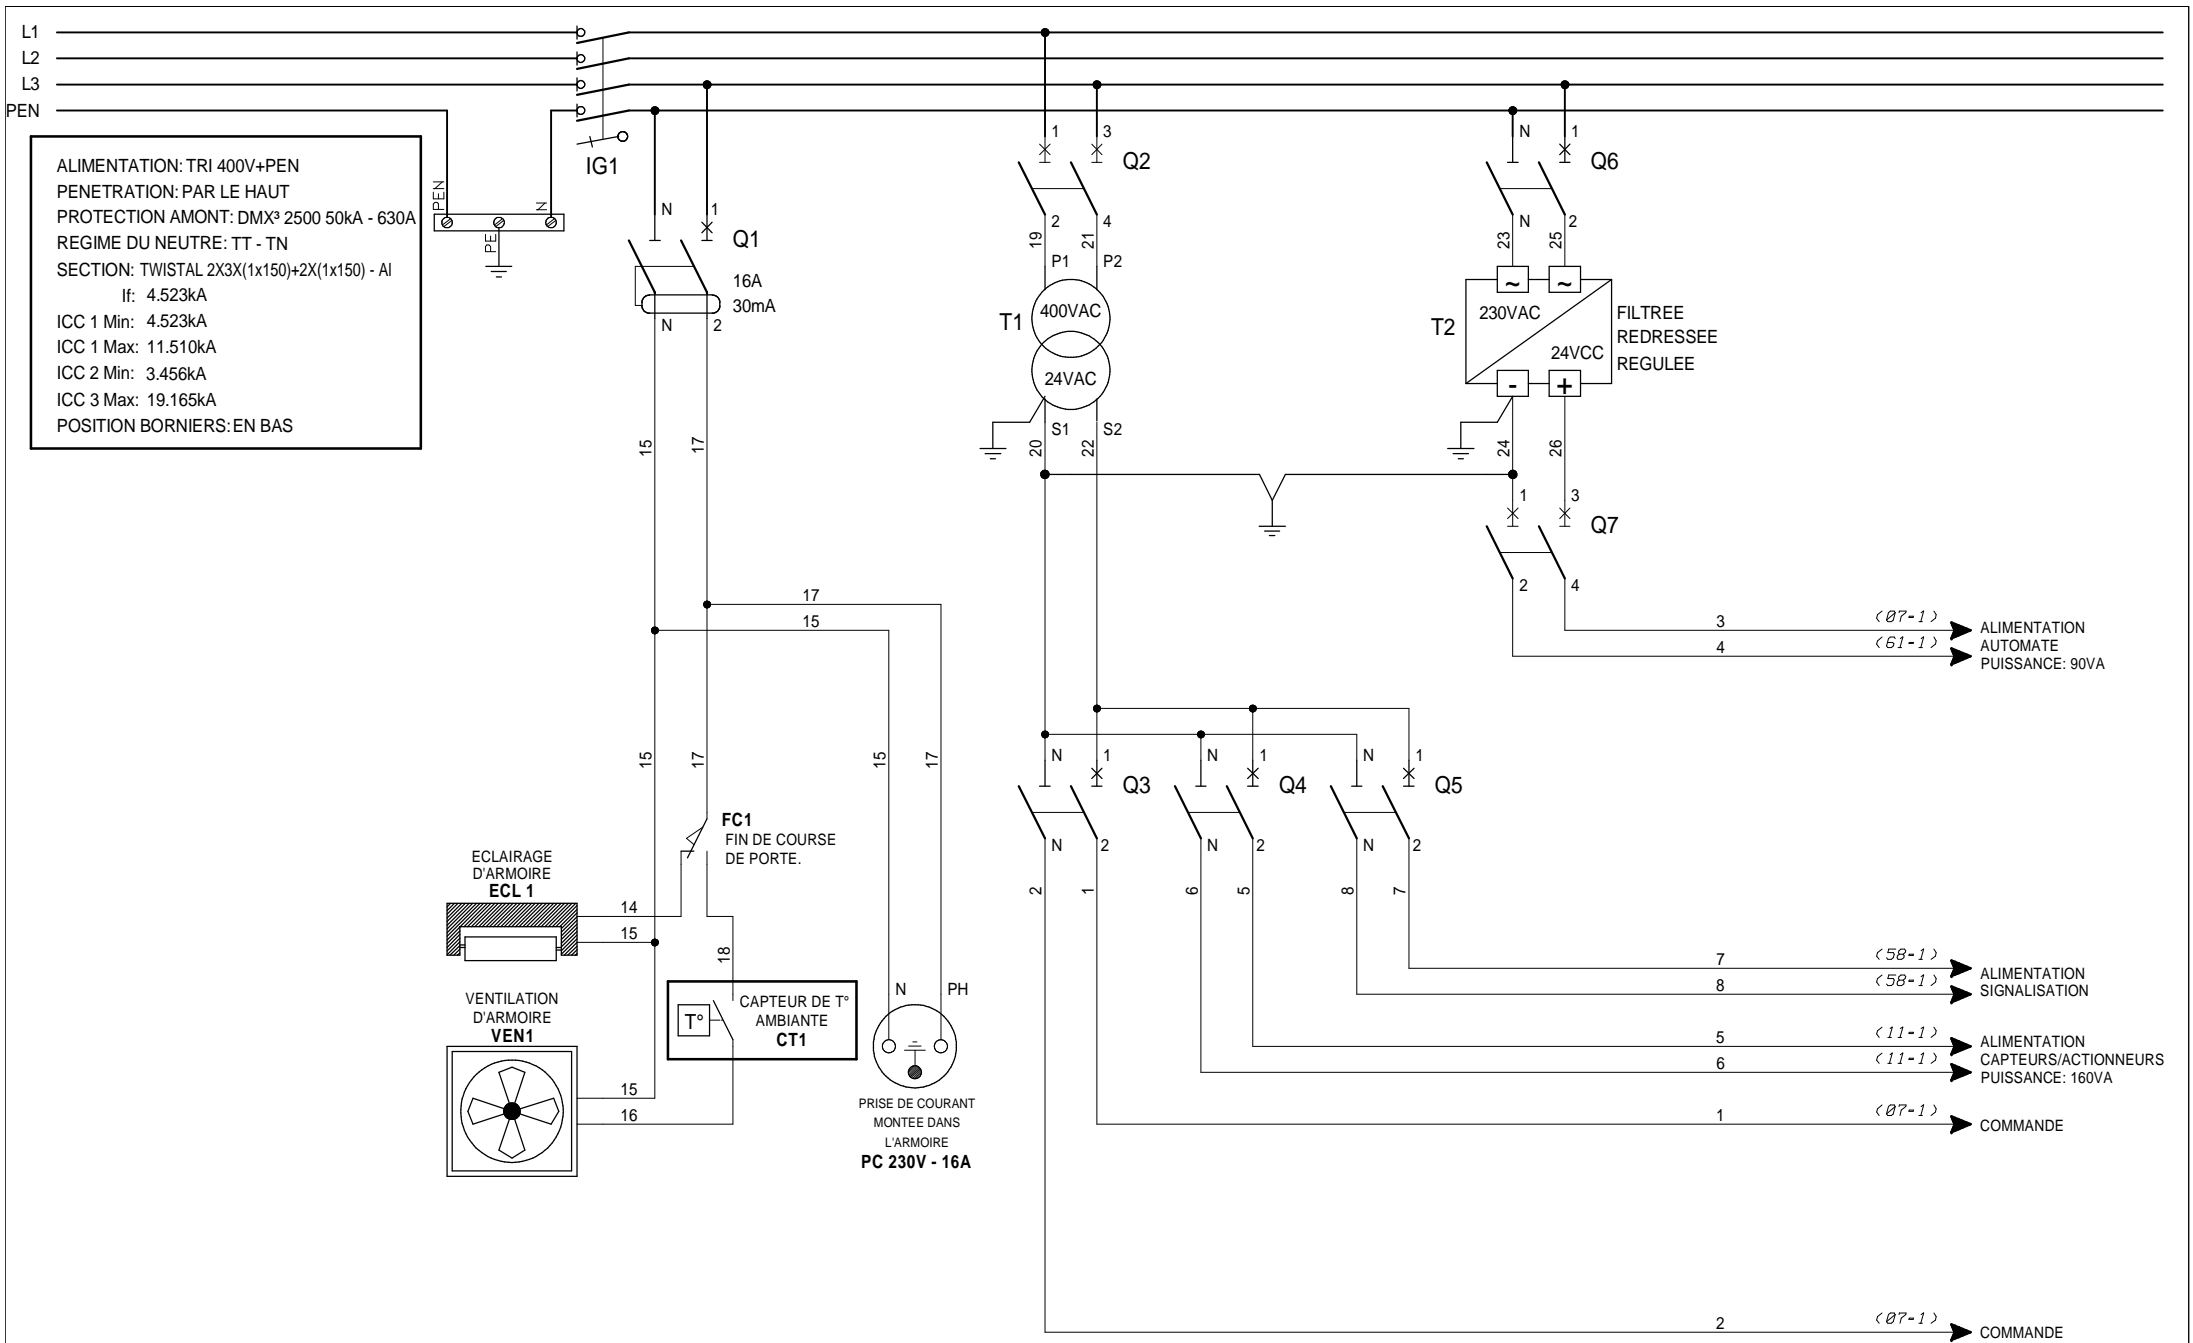 L1
L2
L3
PEN
ALIMENTATION: TRI 400V+PEN
PENETRATION: PAR LE HAUT
PROTECTION AMONT: DMX³ 2500 50kA - 630A
REGIME DU NEUTRE: TT - TN
SECTION: TWISTAL 2X3X(1x150)+2X(1x150) - Al
If: 4.523kA
ICC 1 Min: 4.523kA
ICC 1 Max: 11.510kA
ICC 2 Min: 3.456kA
ICC 3 Max: 19.165kA
POSITION BORNIERS: EN BAS
PEN
PE
N
IG1
N
1
Q1
16A
30mA
N
2
15
17
17
15
15
17
15
17
FC1
FIN DE COURSE
DE PORTE.
ECLAIRAGE
D'ARMOIRE
ECL 1
14
15
18
VENTILATION
D'ARMOIRE
VEN1
15
16
T°
CAPTEUR DE T°
AMBIANTE
CT1
N
PH
PRISE DE COURANT
MONTEE DANS
L'ARMOIRE
PC 230V - 16A
1
3
Q2
2
4
19
21
P1
P2
T1
400VAC
24VAC
S1
S2
20
22
N
1
Q6
N
2
23
25
~
~
T2
230VAC
24VCC
FILTREE
REDRESSEE
REGULEE
-
+
24
26
1
3
Q7
2
4
3
(07-1)
4
(61-1)
ALIMENTATION
AUTOMATE
PUISSANCE: 90VA
N
1
Q3
N
2
2
1
N
1
Q4
N
2
6
5
N
1
Q5
N
2
8
7
7
(58-1)
8
(58-1)
ALIMENTATION
SIGNALISATION
5
(11-1)
6
(11-1)
ALIMENTATION
CAPTEURS/ACTIONNEURS
PUISSANCE: 160VA
1
(07-1)
COMMANDE
2
(07-1)
COMMANDE